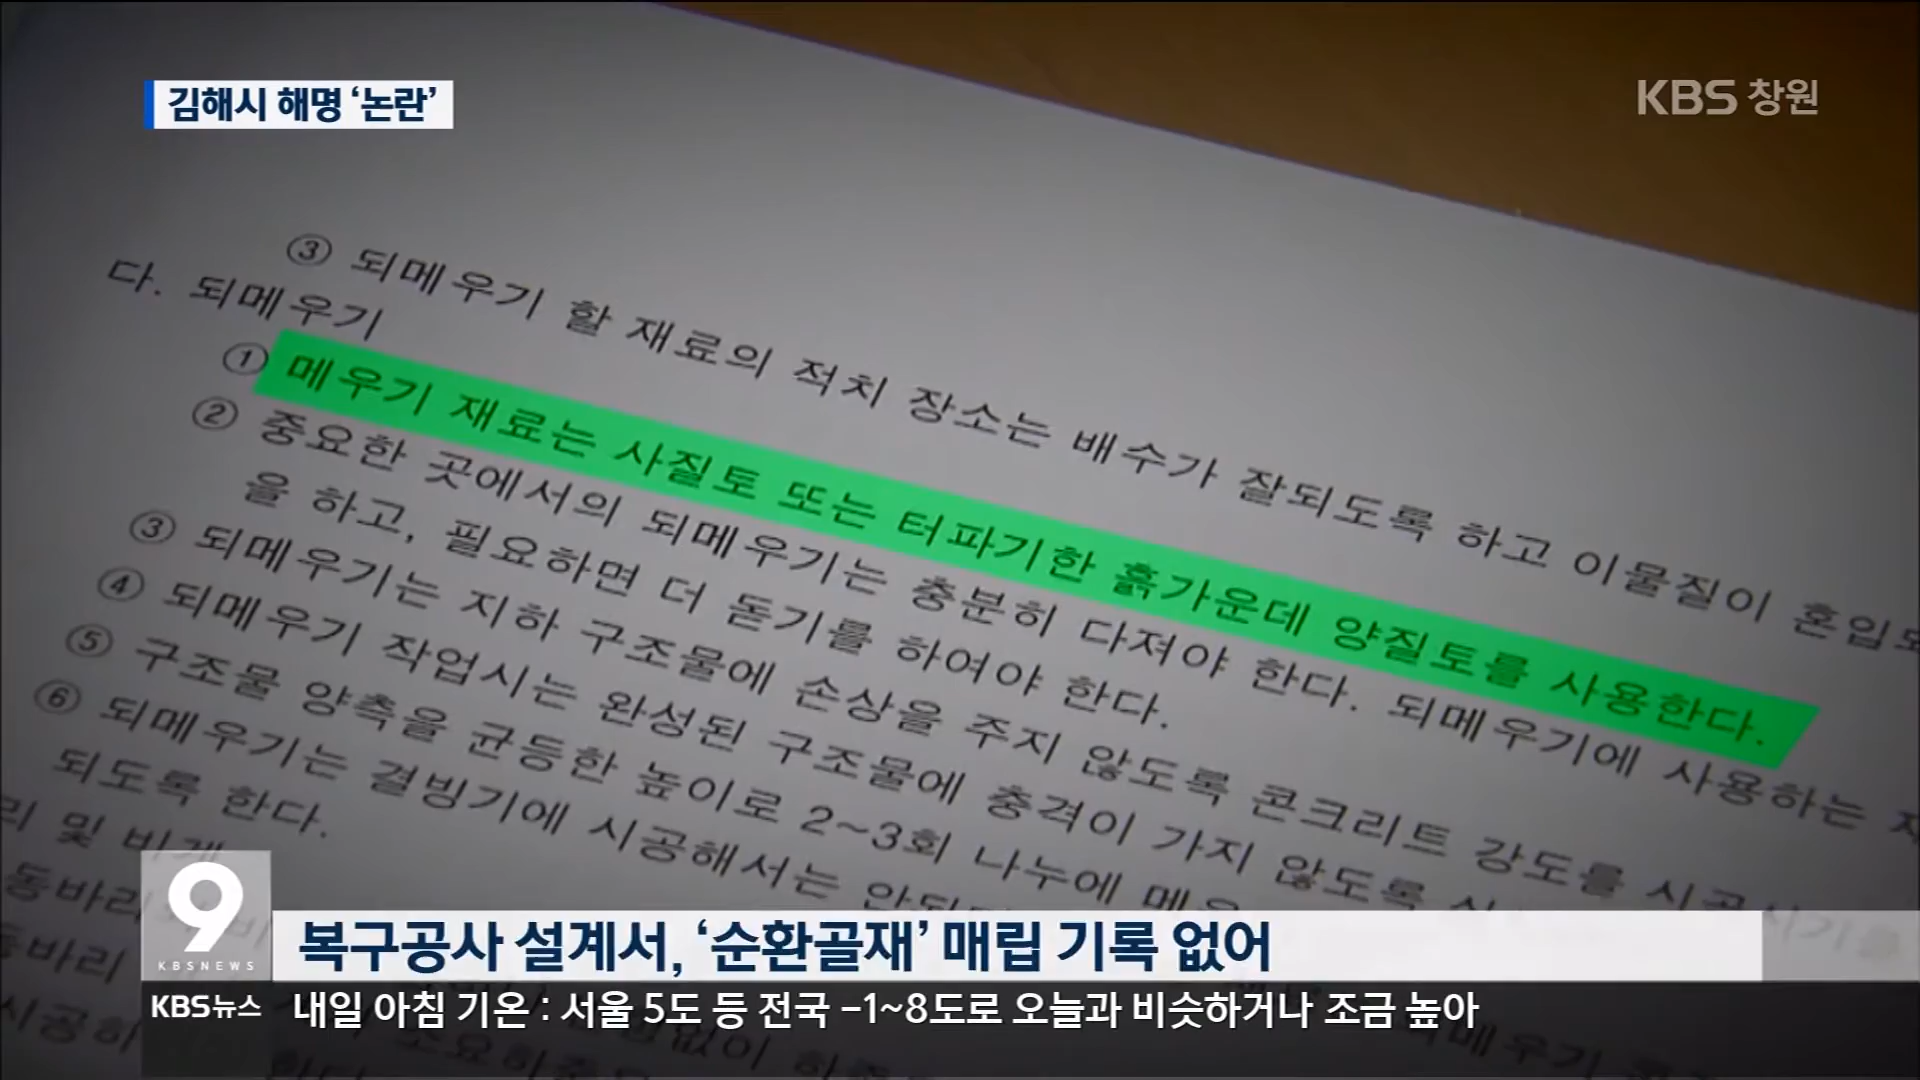 김해시 해명 ‘논란’
KBS 창원
③ 되메우기 할 재료의 적치 장소는 배수가 잘되도록 하고 이물질이 혼입되
다. 되메우기
① 메우기 재료는 사질토 또는 터파기한 흙가운데 양질토를 사용한다.
② 중요한 곳에서의 되메우기는 충분히 다져야 한다. 되메우기에 사용하는
을 하고, 필요하면 더 돋기를 하여야 한다.
③ 되메우기는 지하 구조물에 손상을 주지 않도록 콘크리트 강도를
④ 되메우기 작업시는 완성된 구조물에 충격이 가지 않도록
⑤ 구조물 양측을 균등한 높이로 2~3회 나누에
⑥ 되메우기는 결빙기에 시공해서는
되도록 한다.
리 및 비계
동바리
동바리
시공하
9
KBS NEWS
복구공사 설계서, ‘순환골재’ 매립 기록 없어
KBS뉴스 내일 아침 기온 : 서울 5도 등 전국 -1~8도로 오늘과 비슷하거나 조금 높아